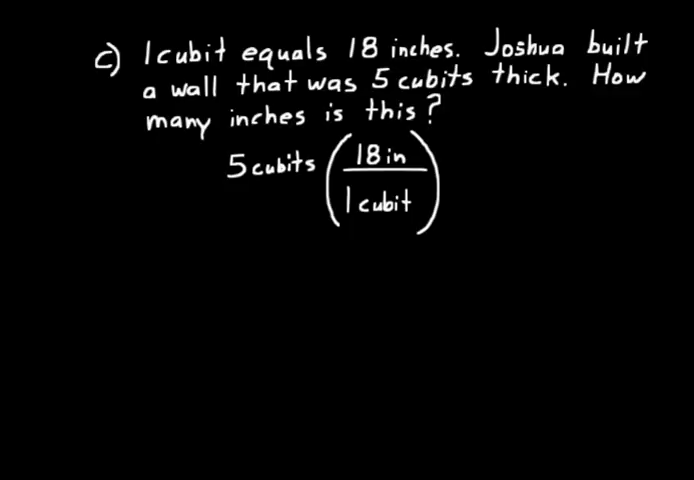 c) 1 cubit equals 18 inches. Joshua built
a wall that was 5 cubits thick. How
many inches is this?
5 cubits (18 in / 1 cubit)